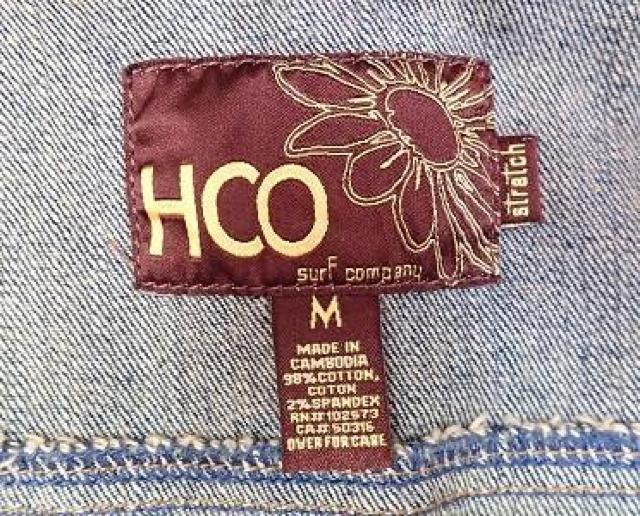 HCO
surf company
stretch
M
MADE IN
CAMBODIA
98%COTTON,
COTON
2%SPANDEX
RN#102573
CA#50316
OVER FOR CARE